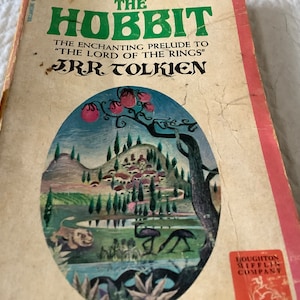 THE
HOBBIT
THE ENCHANTING PRELUDE TO
"THE LORD OF THE RINGS"
J.R.R. TOLKIEN
HOUGHTON
MIFFLIN
COMPANY